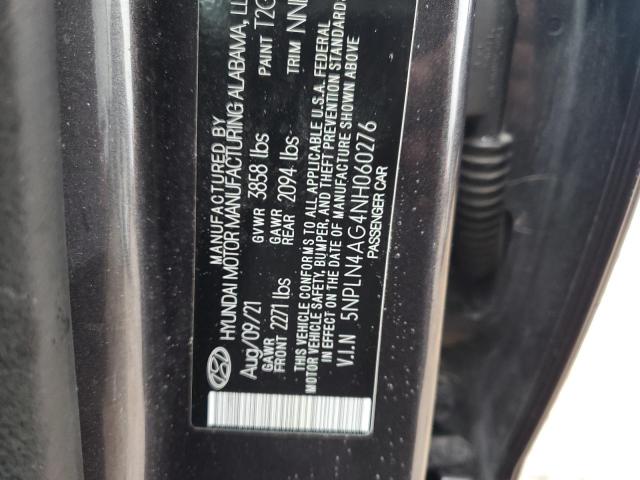 MANUFACTURED BY
HYUNDAI MOTOR MANUFACTURING ALABAMA, LL
Aug/09/21 GVWR 3858 lbs PAINT T2G
GAWR FRONT 2271 lbs GAWR REAR 2094 lbs TRIM NN
THIS VEHICLE CONFORMS TO ALL APPLICABLE U.S.A. FEDERAL
MOTOR VEHICLE SAFETY, BUMPER, AND THEFT PREVENTION STANDARD
IN EFFECT ON THE DATE OF MANUFACTURE SHOWN ABOVE
V.I.N 5NPLN4AG4NH060276
PASSENGER CAR